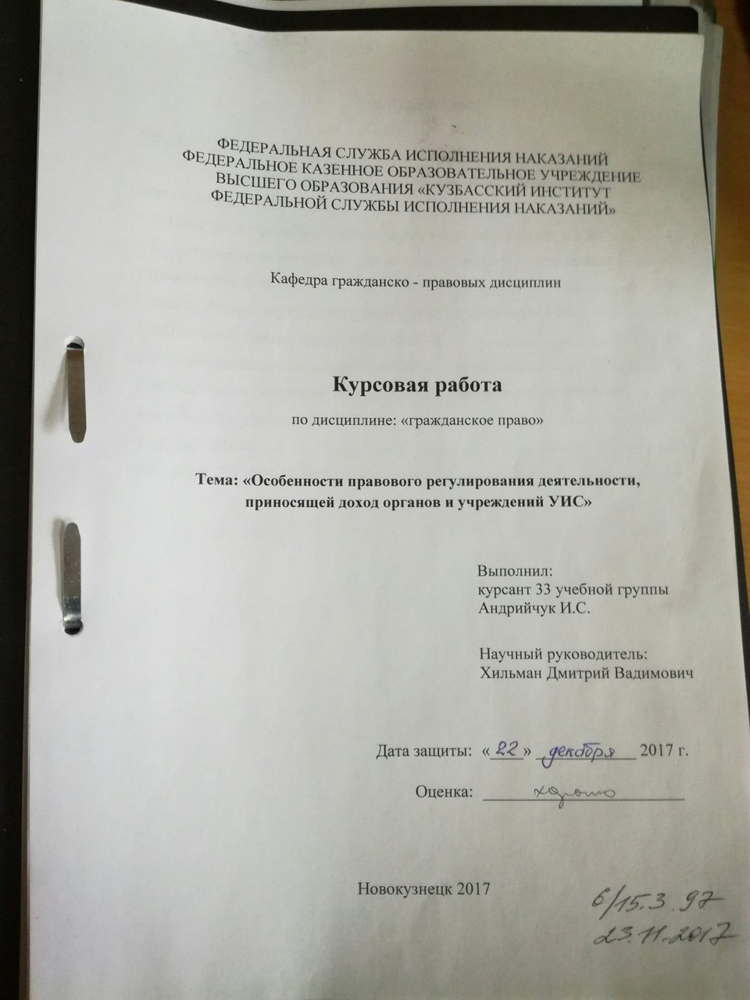 ФЕДЕРАЛЬНАЯ СЛУЖБА ИСПОЛНЕНИЯ НАКАЗАНИЙ
ФЕДЕРАЛЬНОЕ КАЗЕННОЕ ОБРАЗОВАТЕЛЬНОЕ УЧРЕЖДЕНИЕ
ВЫСШЕГО ОБРАЗОВАНИЯ «КУЗБАССКИЙ ИНСТИТУТ
ФЕДЕРАЛЬНОЙ СЛУЖБЫ ИСПОЛНЕНИЯ НАКАЗАНИЙ»
Кафедра гражданско - правовых дисциплин
Курсовая работа
по дисциплине: «гражданское право»
Тема: «Особенности правового регулирования деятельности,
приносящей доход органов и учреждений УИС»
Выполнил:
курсант 33 учебной группы
Андрийчук И.С.
Научный руководитель:
Хильман Дмитрий Вадимович
Дата защиты: «22» декабря 2017 г.
Оценка: хорошо
Новокузнецк 2017
6/15.3.97
23.11.2017